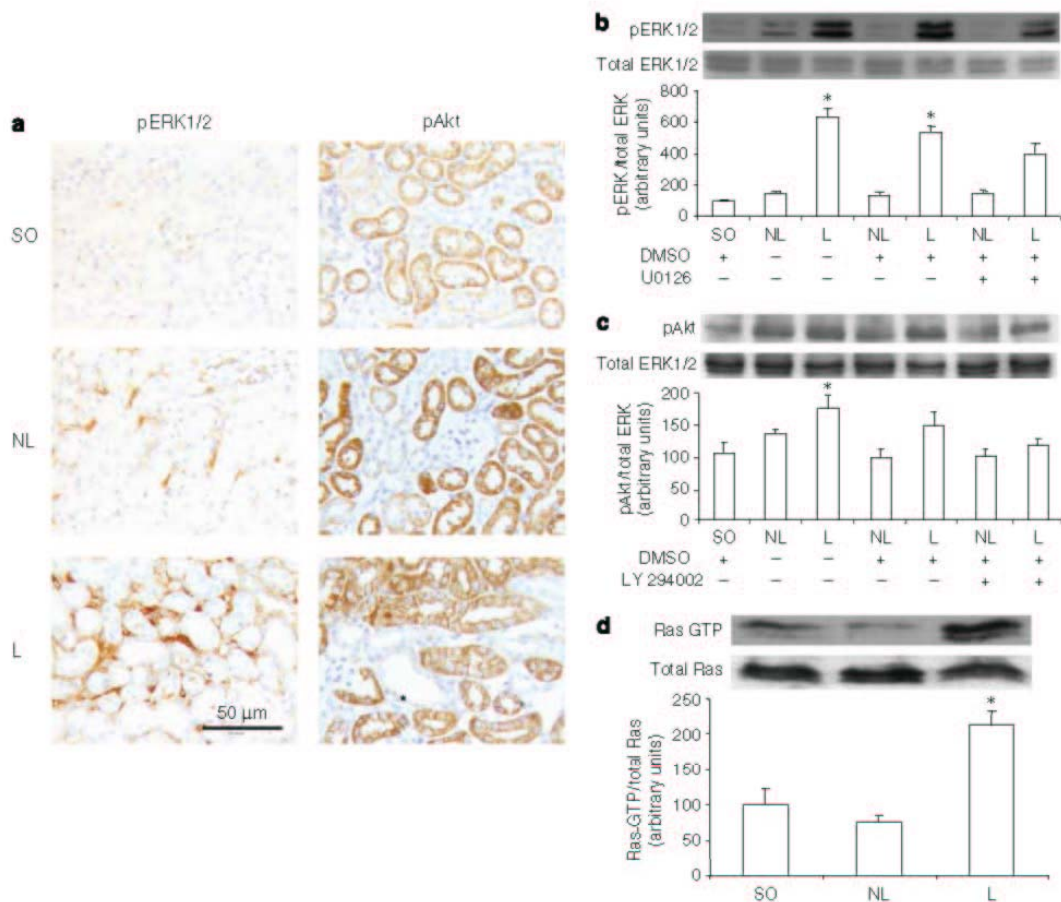 a
pERK1/2 pAkt
SO
NL
L
50 µm
b
pERK1/2
Total ERK1/2
pERK/total ERK
(arbitrary units)
800
600
400
200
0
* *
SO NL L NL L NL L
DMSO + − − + + + +
U0126 − − − − − + +
c
pAkt
Total ERK1/2
pAkt/total ERK
(arbitrary units)
200
150
100
50
0
*
SO NL L NL L NL L
DMSO + − − + + + +
LY 294002 − − − − − + +
d
Ras GTP
Total Ras
Ras-GTP/total Ras
(arbitrary units)
250
200
150
100
50
0
*
SO NL L